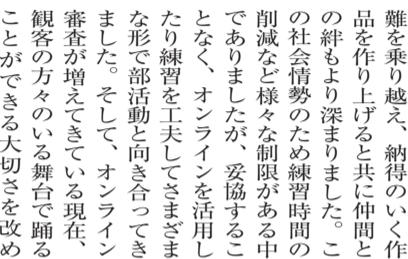 難を乗り越え、納得のいく作
品を作り上げると共に仲間と
の絆もより深まりました。こ
の社会情勢のため練習時間の
削減など様々な制限がある中
でありましたが、妥協するこ
となく、オンラインを活用し
たり練習を工夫してさまざま
な形で部活動と向き合ってき
ました。そして、オンライン
審査が増えてきている現在、
観客の方々のいる舞台で踊る
ことができる大切さを改め